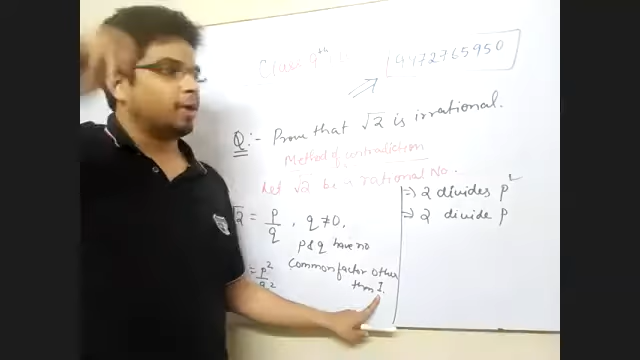 Class 9th
9472765950
Q:- Prove that √2 is irrational.
Method of contradiction
Let √2 be a rational No.
√2 = p/q , q ≠ 0.
p & q have no
common factor other
than 1.
= p²/q²
⇒ 2 divides p²
⇒ 2 divide p